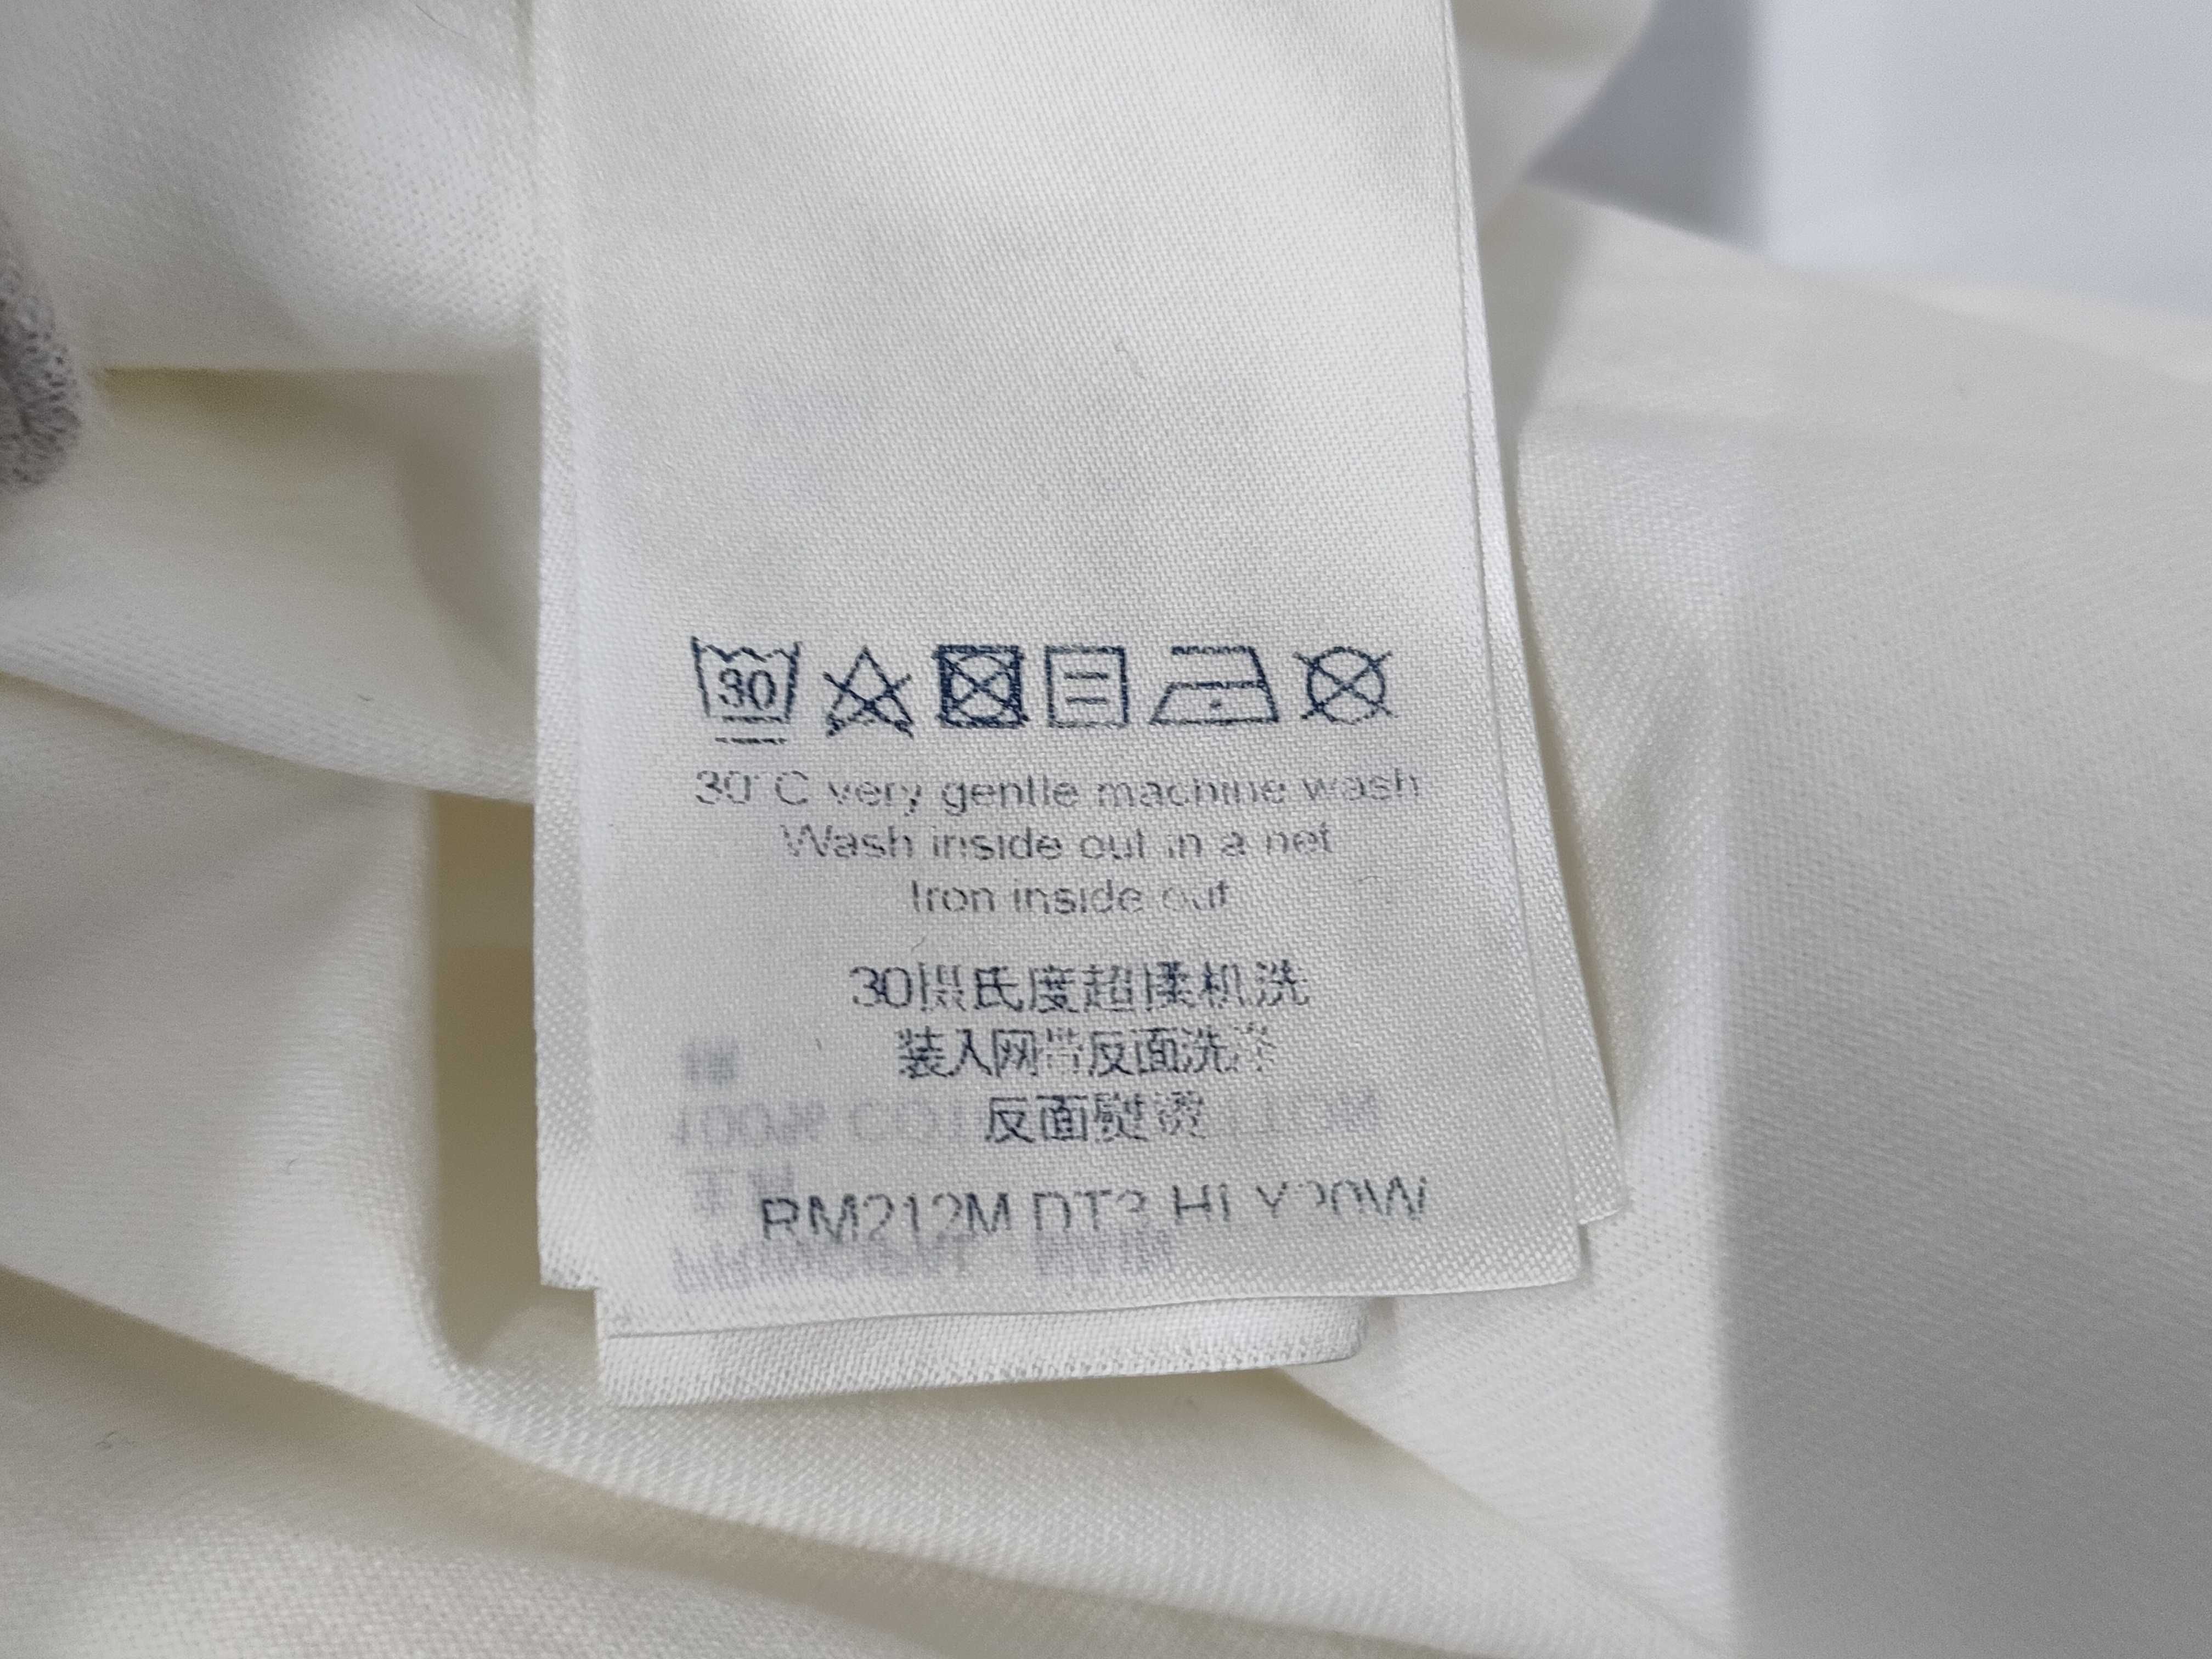 30
30°C very gentle machine wash
Wash inside out in a net
Iron inside out
30摄氏度超柔机洗
装入网袋反面洗涤
反面熨烫
RM212M DT3 HLY20W